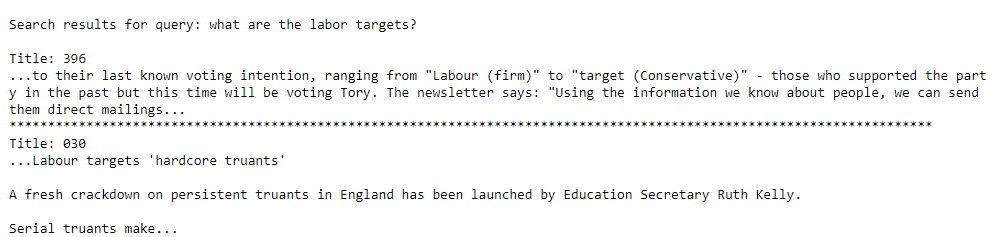 Search results for query: what are the labor targets?
Title: 396
...to their last known voting intention, ranging from "Labour (firm)" to "target (Conservative)" - those who supported the part
y in the past but this time will be voting Tory. The newsletter says: "Using the information we know about people, we can send
them direct mailings...
************************************************************************************************************************
Title: 030
...Labour targets 'hardcore truants'
A fresh crackdown on persistent truants in England has been launched by Education Secretary Ruth Kelly.
Serial truants make...